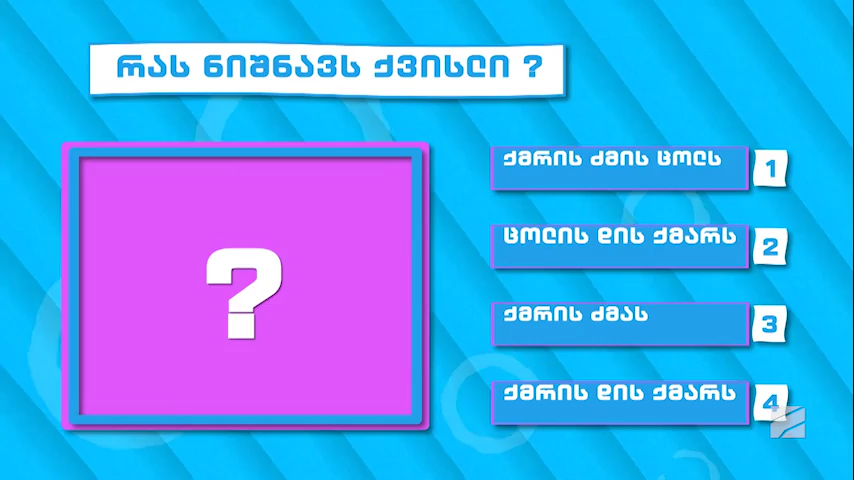 რას ნიშნავს ქვისლი ?
ქმრის ძმის ცოლს
1
ცოლის დის ქმარს
2
ქმრის ძმას
3
ქმრის დის ქმარს
4
?